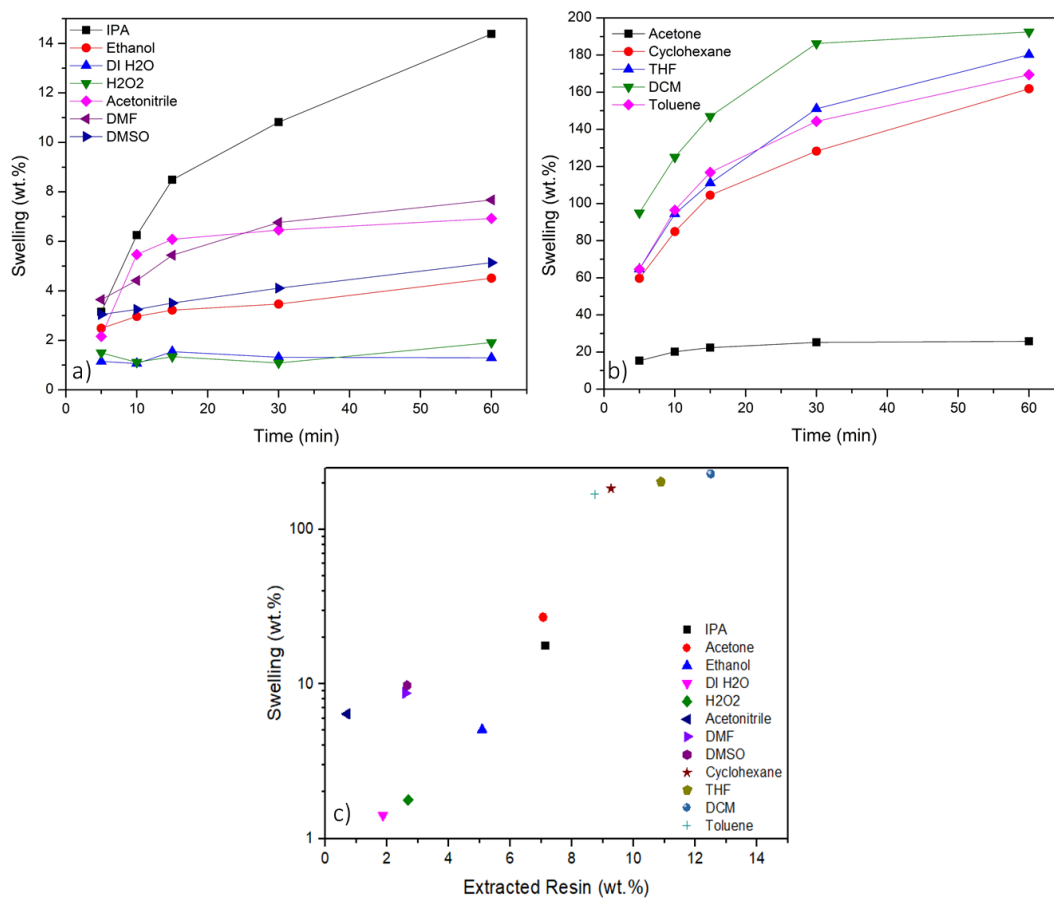 IPA
Ethanol
DI H2O
H2O2
Acetonitrile
DMF
DMSO
14
12
10
8
6
4
2
0
Swelling (wt.%)
a)
0 10 20 30 40 50 60
Time (min)
Acetone
Cyclohexane
THF
DCM
Toluene
200
180
160
140
120
100
80
60
40
20
0
Swelling (wt.%)
b)
0 10 20 30 40 50 60
Time (min)
100
10
1
Swelling (wt.%)
IPA
Acetone
Ethanol
DI H2O
H2O2
Acetonitrile
DMF
DMSO
Cyclohexane
THF
DCM
Toluene
c)
0 2 4 6 8 10 12 14
Extracted Resin (wt.%)